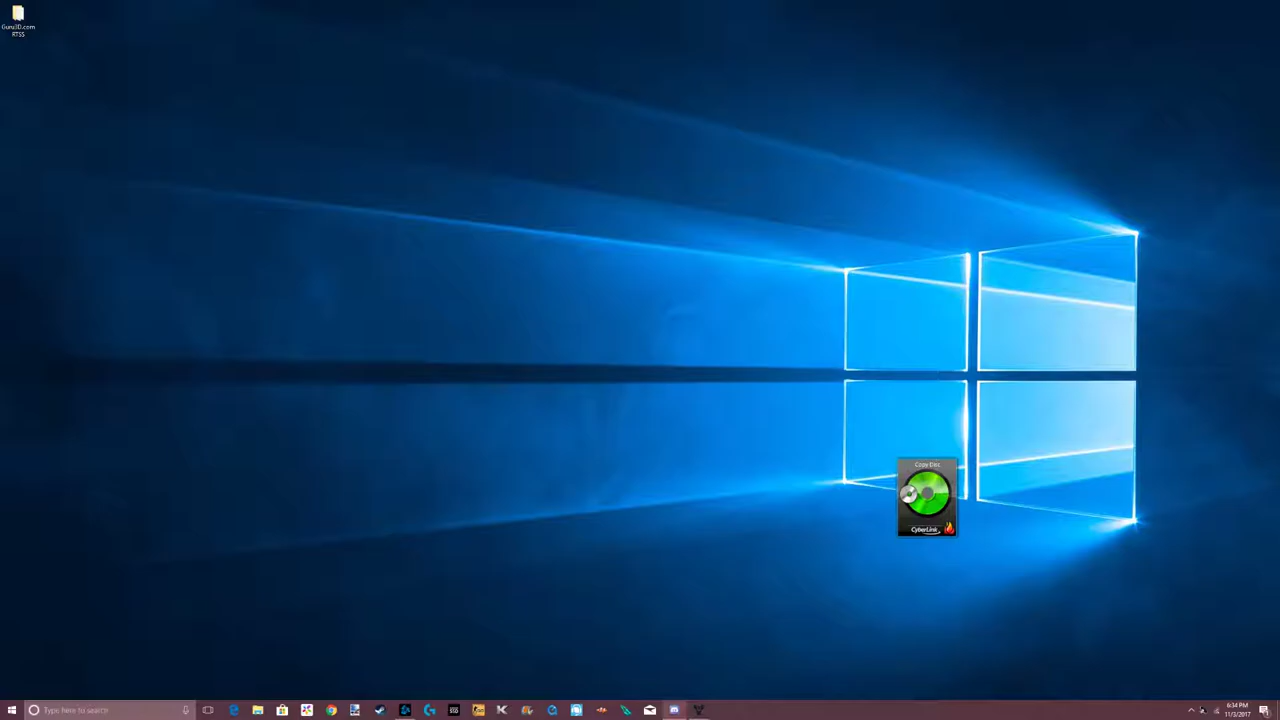 Guru3D.com
RTSS
Copy Disc
CyberLink
Type here to search
6:34 PM
11/3/2017